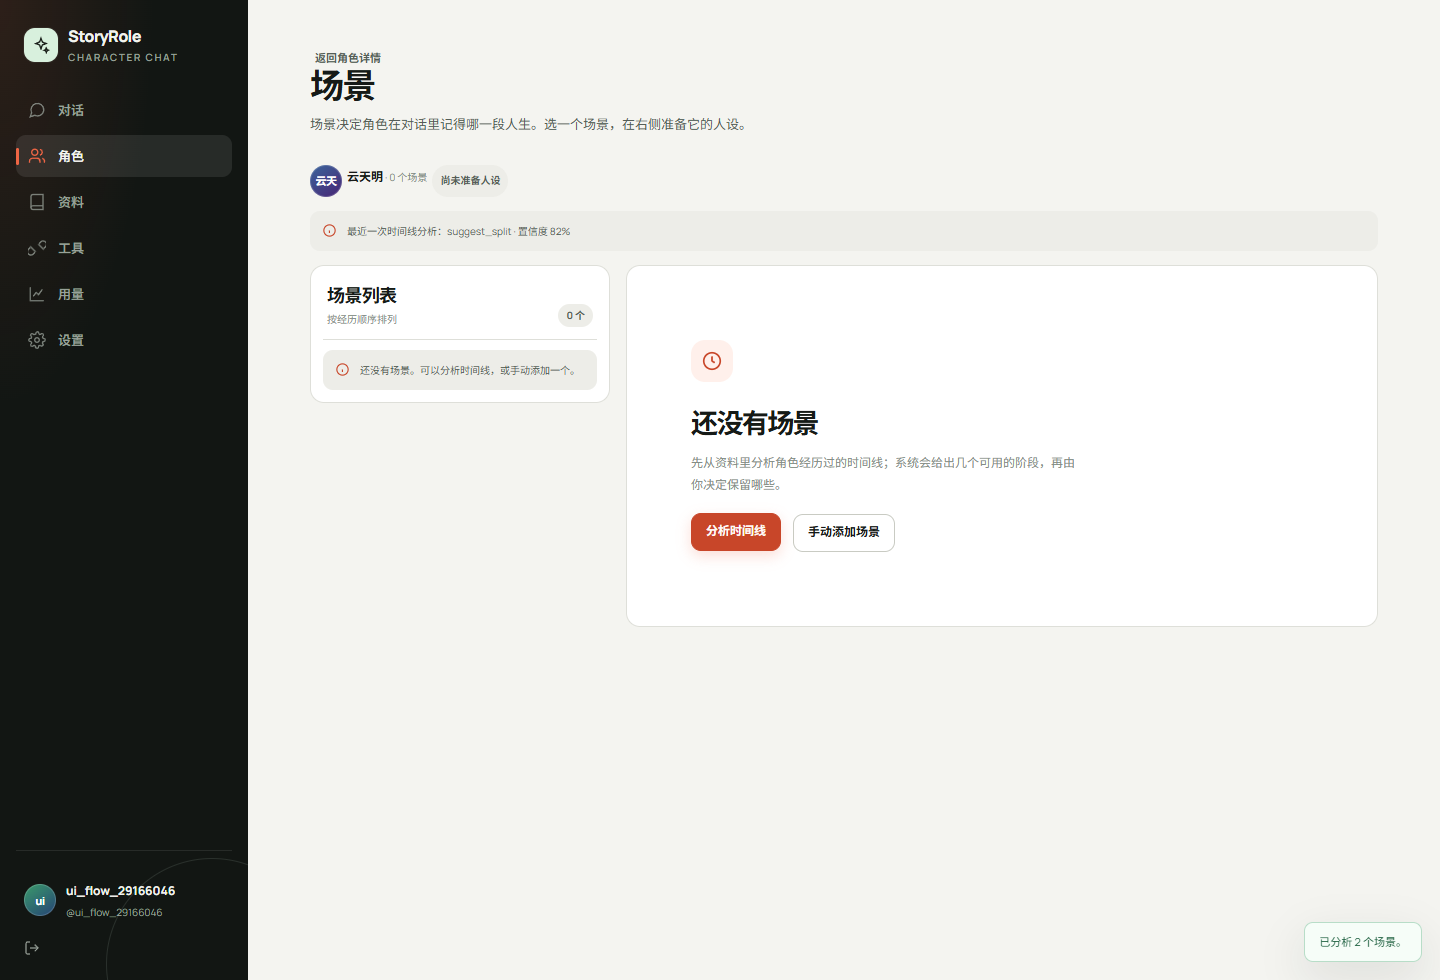 StoryRole
CHARACTER CHAT
对话
角色
资料
工具
用量
设置
ui
ui_flow_29166046
@ui_flow_29166046
返回角色详情
场景
场景决定角色在对话里记得哪一段人生。选一个场景，在右侧准备它的人设。
云天 云天明 · 0 个场景 尚未准备人设
最近一次时间线分析：suggest_split · 置信度 82%
场景列表
按经历顺序排列
0 个
还没有场景。可以分析时间线，或手动添加一个。
还没有场景
先从资料里分析角色经历过的时间线；系统会给出几个可用的阶段，再由
你决定保留哪些。
分析时间线 手动添加场景
已分析 2 个场景。